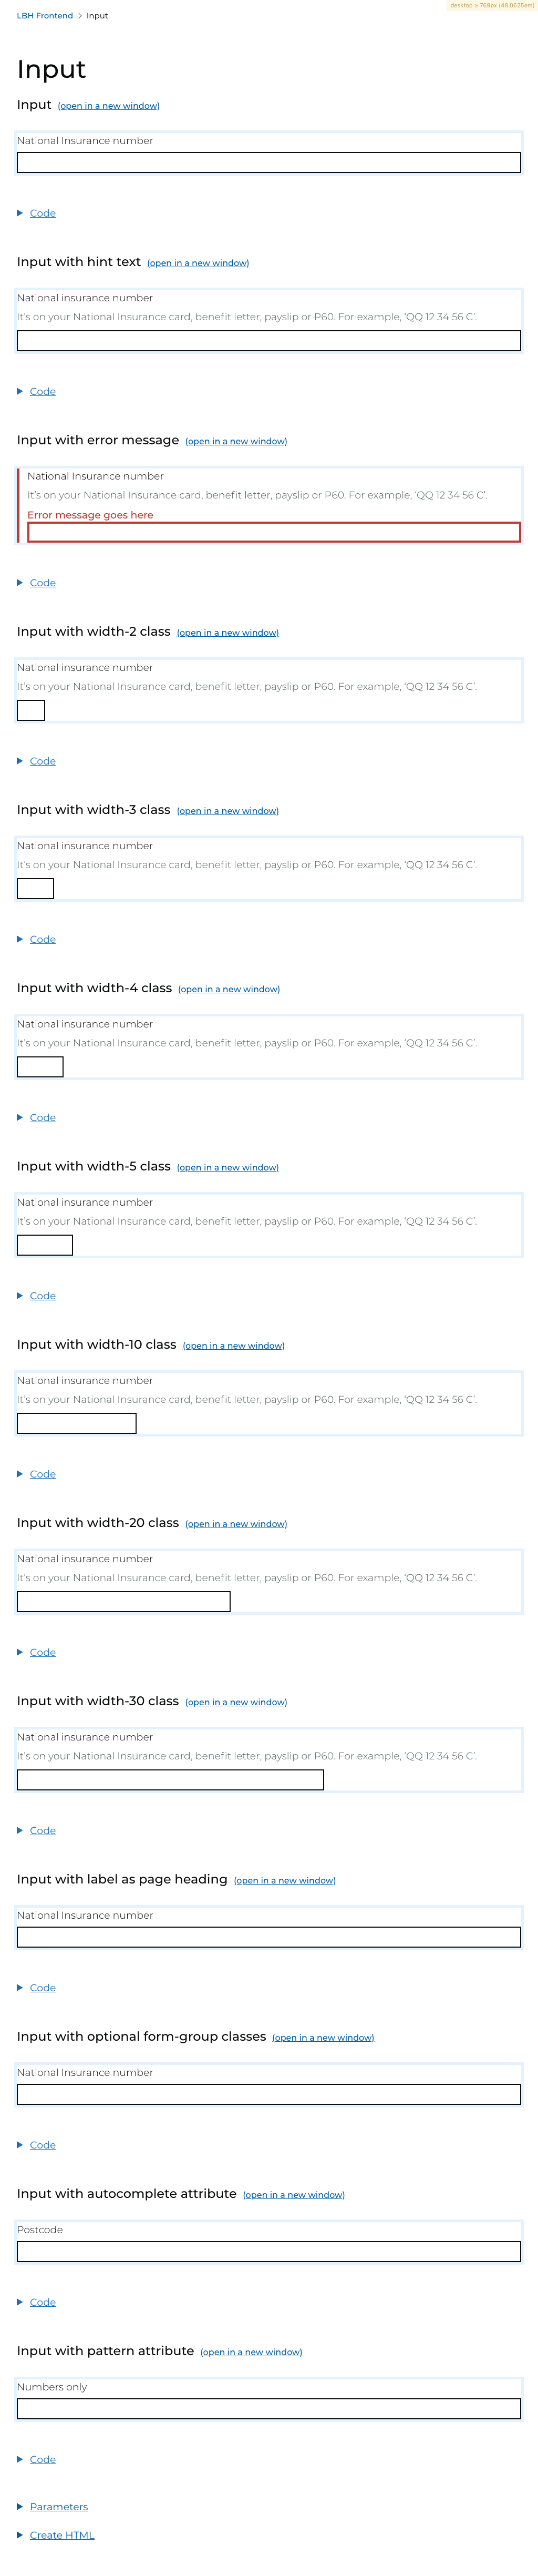 desktop ≥ 769px (48.0625em)
LBH Frontend > Input
Input
Input (open in a new window)
National Insurance number
Code
Input with hint text (open in a new window)
National insurance number
It's on your National Insurance card, benefit letter, payslip or P60. For example, 'QQ 12 34 56 C'.
Code
Input with error message (open in a new window)
National Insurance number
It's on your National Insurance card, benefit letter, payslip or P60. For example, 'QQ 12 34 56 C'.
Error message goes here
Code
Input with width-2 class (open in a new window)
National insurance number
It's on your National Insurance card, benefit letter, payslip or P60. For example, 'QQ 12 34 56 C'.
Code
Input with width-3 class (open in a new window)
National insurance number
It's on your National Insurance card, benefit letter, payslip or P60. For example, 'QQ 12 34 56 C'.
Code
Input with width-4 class (open in a new window)
National insurance number
It's on your National Insurance card, benefit letter, payslip or P60. For example, 'QQ 12 34 56 C'.
Code
Input with width-5 class (open in a new window)
National insurance number
It's on your National Insurance card, benefit letter, payslip or P60. For example, 'QQ 12 34 56 C'.
Code
Input with width-10 class (open in a new window)
National insurance number
It's on your National Insurance card, benefit letter, payslip or P60. For example, 'QQ 12 34 56 C'.
Code
Input with width-20 class (open in a new window)
National insurance number
It's on your National Insurance card, benefit letter, payslip or P60. For example, 'QQ 12 34 56 C'.
Code
Input with width-30 class (open in a new window)
National insurance number
It's on your National Insurance card, benefit letter, payslip or P60. For example, 'QQ 12 34 56 C'.
Code
Input with label as page heading (open in a new window)
National Insurance number
Code
Input with optional form-group classes (open in a new window)
National Insurance number
Code
Input with autocomplete attribute (open in a new window)
Postcode
Code
Input with pattern attribute (open in a new window)
Numbers only
Code
Parameters
Create HTML